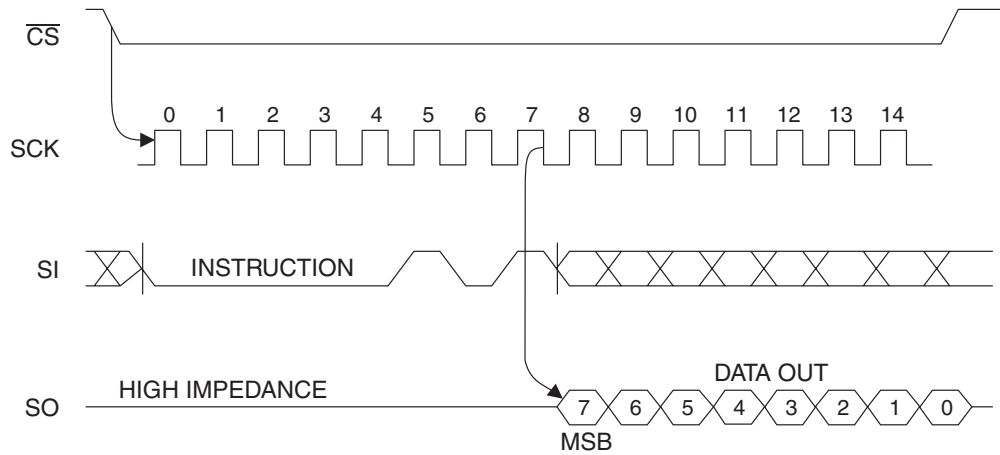 CS
0 1 2 3 4 5 6 7 8 9 10 11 12 13 14
SCK
SI
INSTRUCTION
HIGH IMPEDANCE
DATA OUT
SO
7 6 5 4 3 2 1 0
MSB